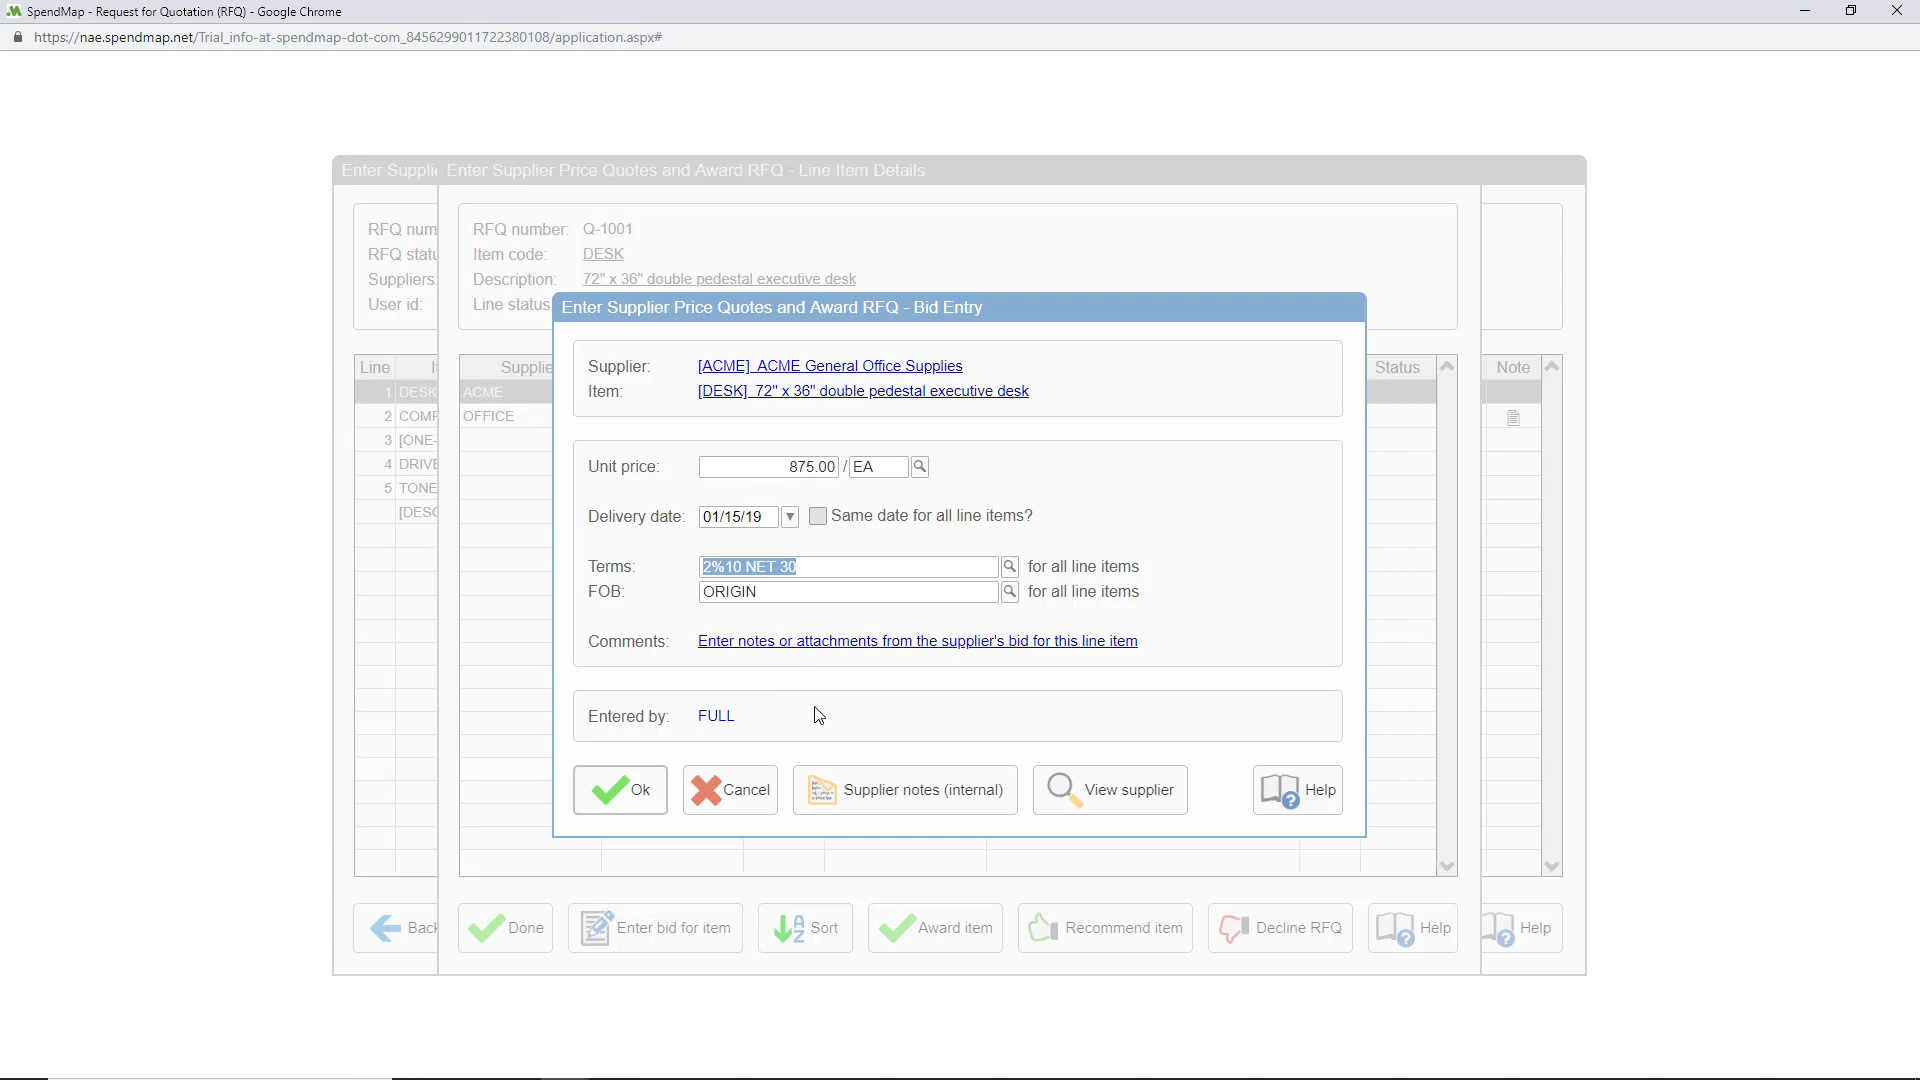 SpendMap - Request for Quotation (RFQ) - Google Chrome
https://nae.spendmap.net/Trial_info-at-spendmap-dot-com_8456299011722380108/application.aspx#
Enter Supplie
Enter Supplier Price Quotes and Award RFQ - Line Item Details
RFQ num
RFQ statu
Suppliers:
User id:
RFQ number: Q-1001
Item code: DESK
Description: 72" x 36" double pedestal executive desk
Line status
Enter Supplier Price Quotes and Award RFQ - Bid Entry
Line It
Supplie
Status
Note
1 DESK
2 COMP
3 [ONE-
4 DRIVE
5 TONE
[DESC
ACME
OFFICE
Supplier: [ACME] ACME General Office Supplies
Item: [DESK] 72" x 36" double pedestal executive desk
Unit price: 875.00 / EA
Delivery date: 01/15/19 Same date for all line items?
Terms: 2%10 NET 30 for all line items
FOB: ORIGIN for all line items
Comments: Enter notes or attachments from the supplier's bid for this line item
Entered by: FULL
Ok Cancel Supplier notes (internal) View supplier Help
Back Done Enter bid for item Sort Award item Recommend item Decline RFQ Help Help